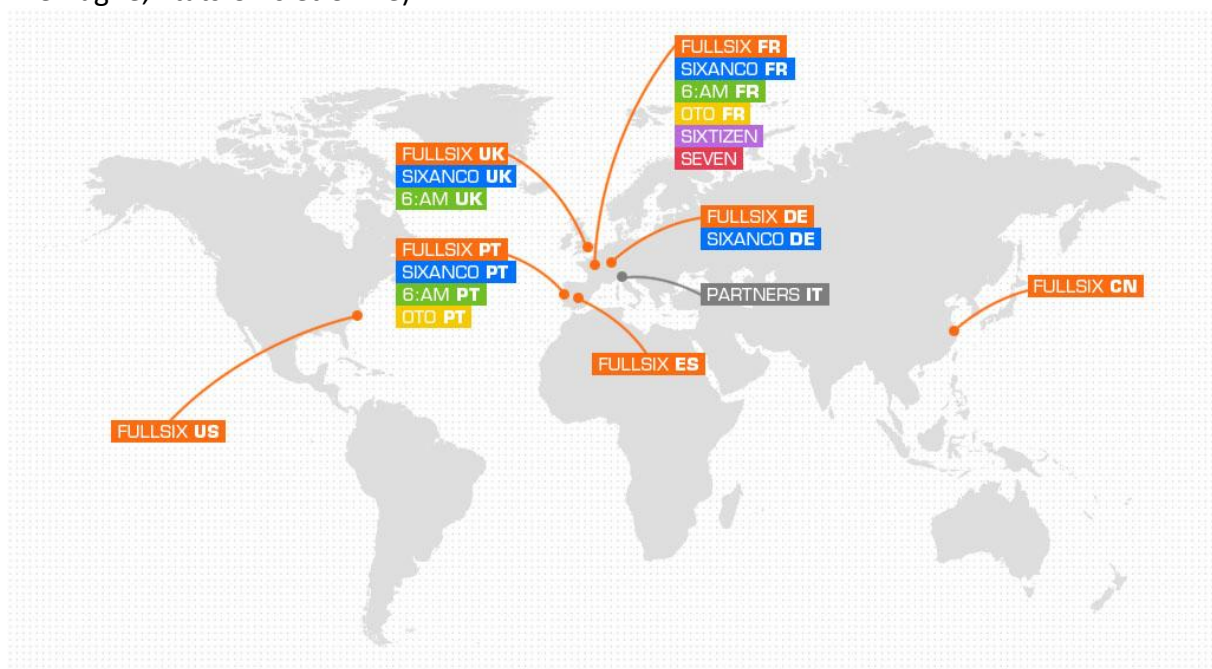 FULLSIX FR
SIXANCO FR
6:AM FR
OTO FR
SIXTIZEN
SEVEN
FULLSIX UK
SIXANCO UK
6:AM UK
FULLSIX DE
SIXANCO DE
FULLSIX PT
SIXANCO PT
6:AM PT
OTO PT
PARTNERS IT
FULLSIX CN
FULLSIX ES
FULLSIX US